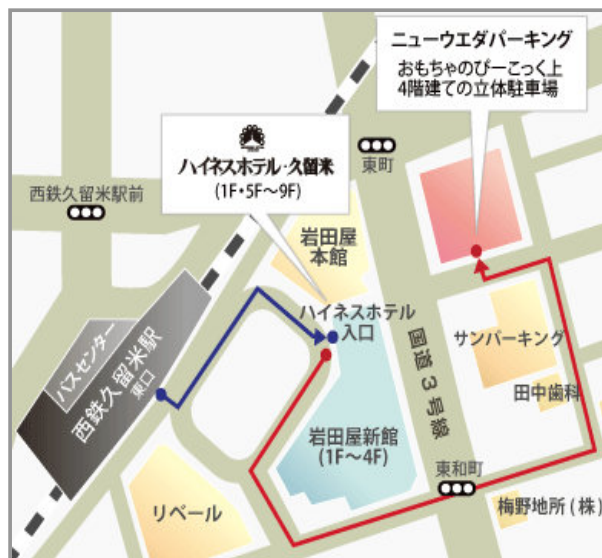 ニューウエダパーキング
おもちゃのぴーこっく上
4階建ての立体駐車場
ハイネスホテル・久留米
(1F・5F〜9F)
東町
西鉄久留米駅前
岩田屋
本館
ハイネスホテル
入口
バスセンター
西鉄久留米駅
東口
国道3号線
サンパーキング
田中歯科
岩田屋新館
(1F〜4F)
東和町
リベール
梅野地所(株)